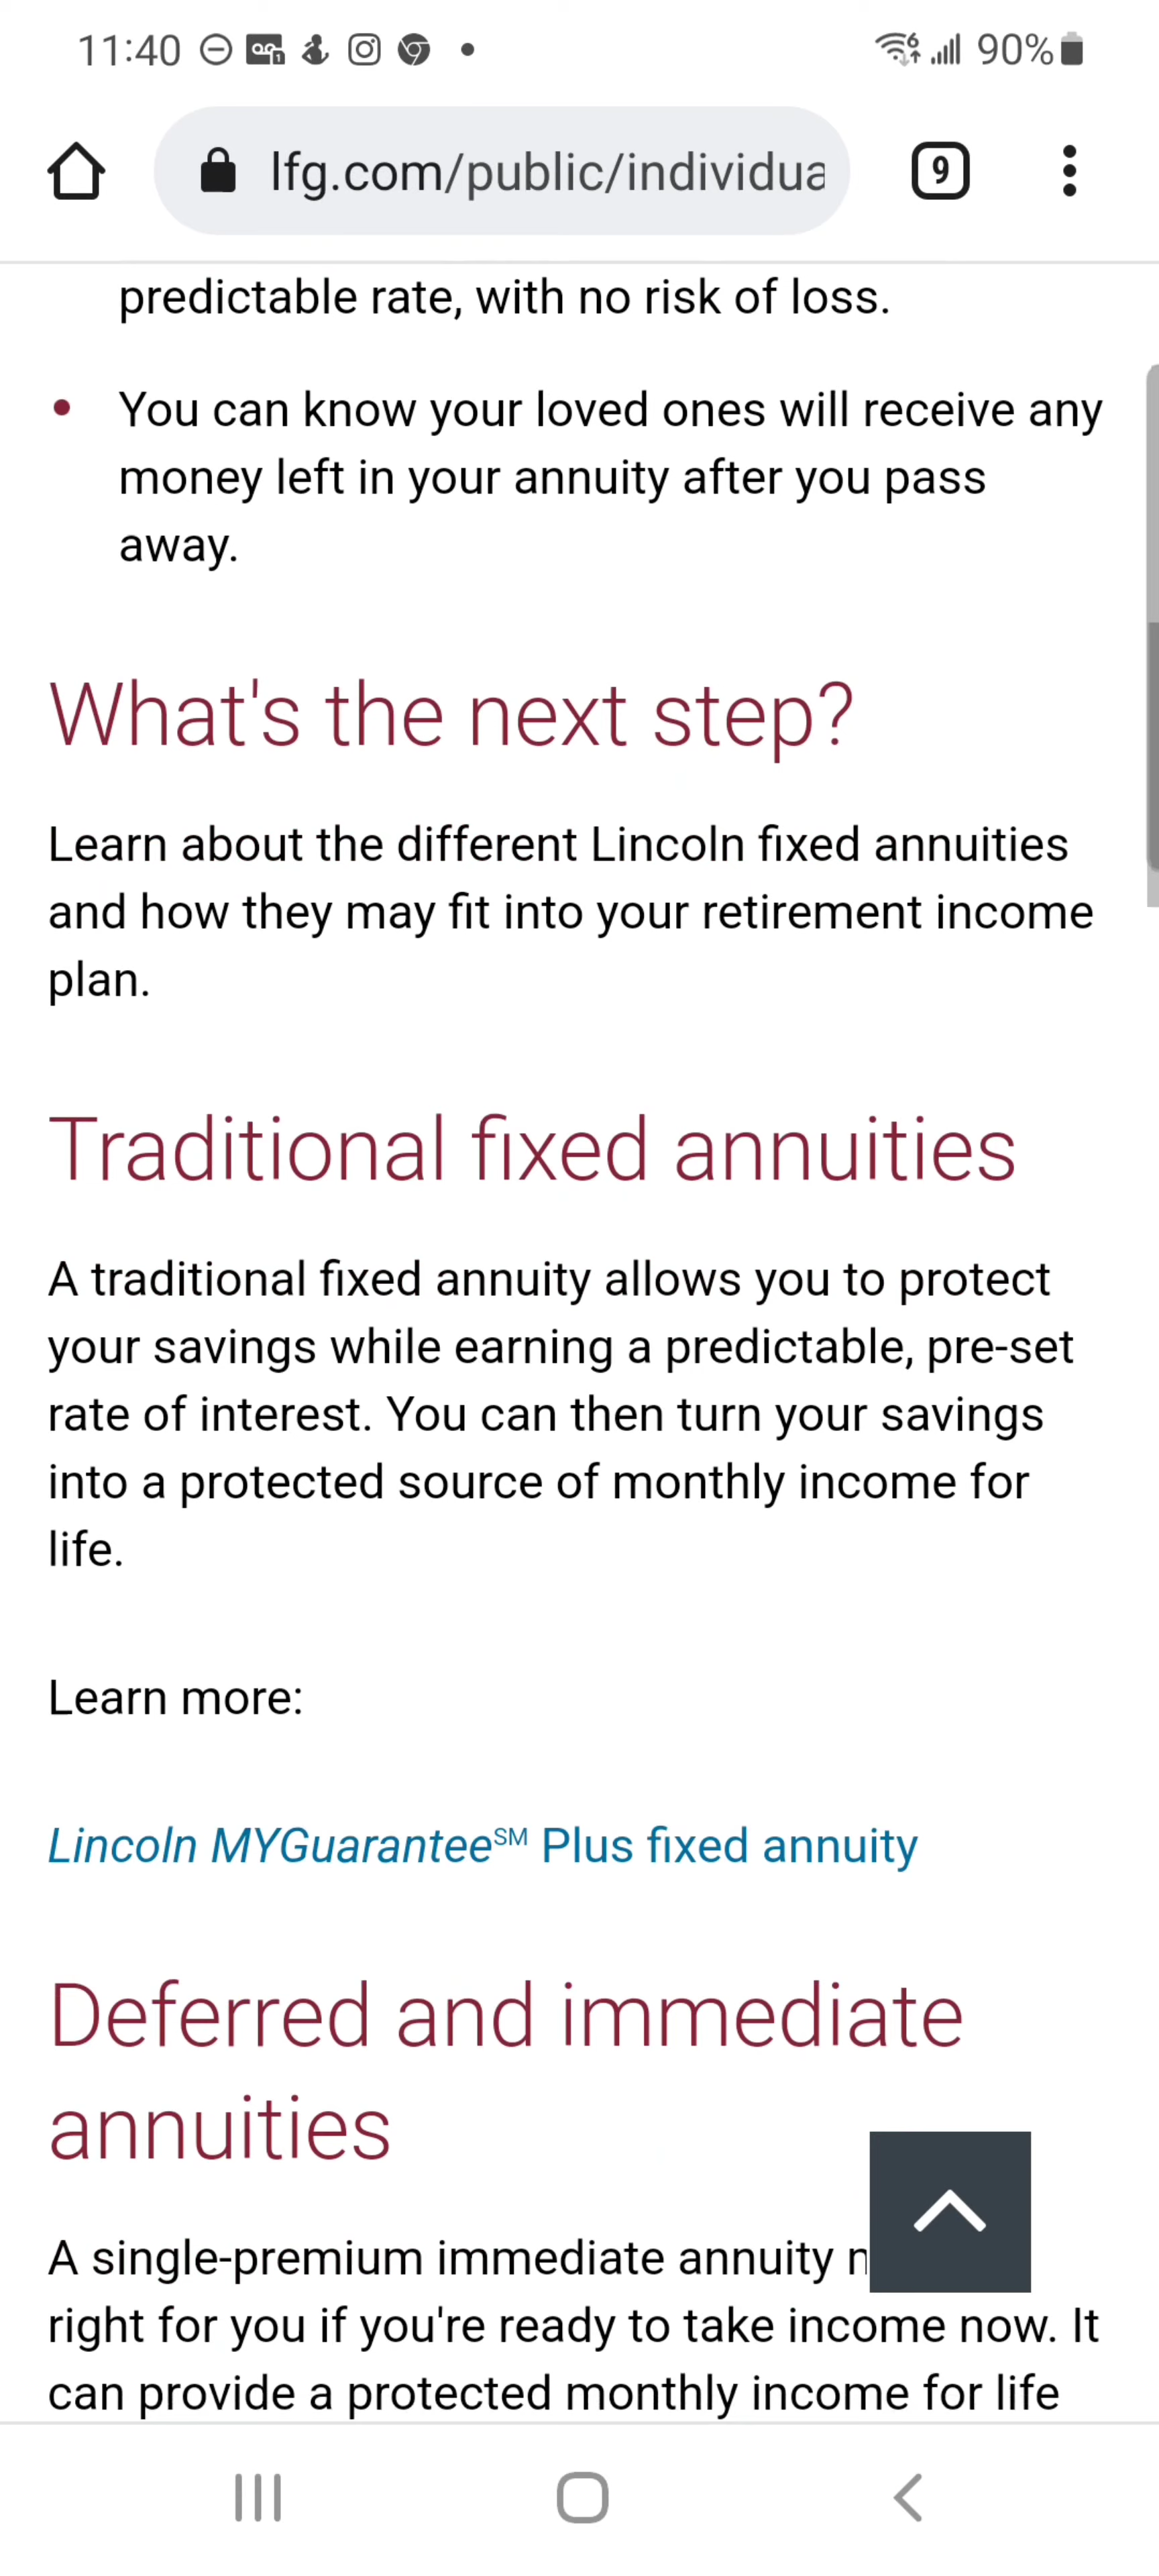 11:40
90%
lfg.com/public/individua
9
predictable rate, with no risk of loss.
• You can know your loved ones will receive any
money left in your annuity after you pass
away.
What's the next step?
Learn about the different Lincoln fixed annuities
and how they may fit into your retirement income
plan.
Traditional fixed annuities
A traditional fixed annuity allows you to protect
your savings while earning a predictable, pre-set
rate of interest. You can then turn your savings
into a protected source of monthly income for
life.
Learn more:
Lincoln MYGuarantee℠ Plus fixed annuity
Deferred and immediate
annuities
A single-premium immediate annuity
right for you if you're ready to take income now. It
can provide a protected monthly income for life